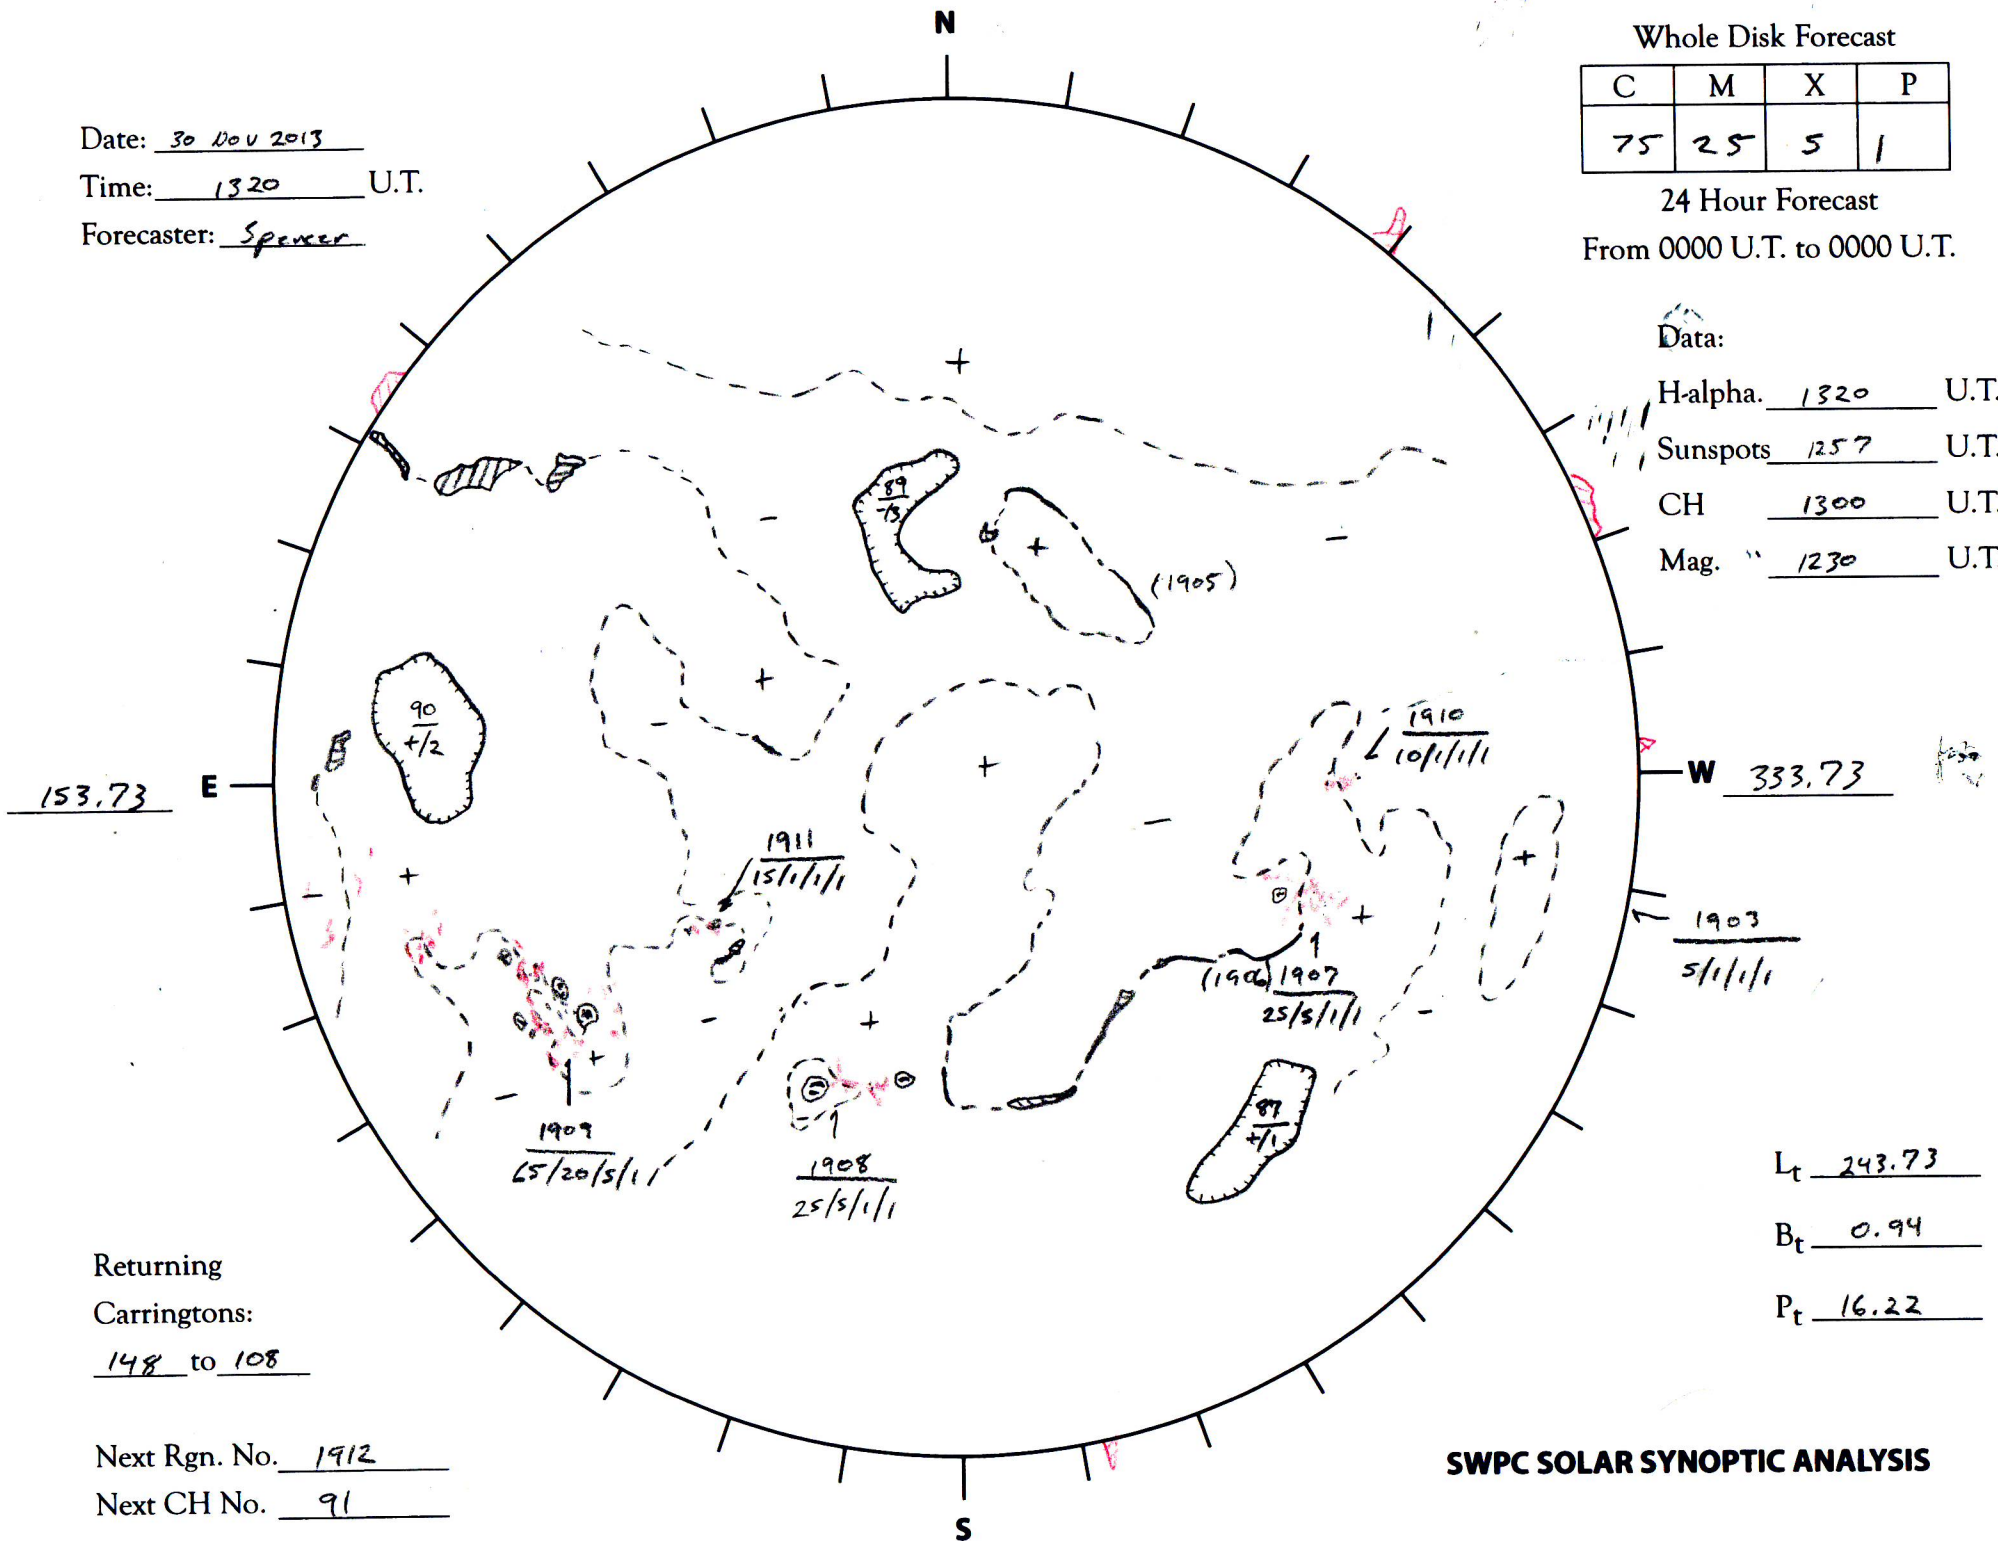 N
Whole Disk Forecast
C M X P
75 25 5 1
24 Hour Forecast
From 0000 U.T. to 0000 U.T.
Date: 30 Nov 2013
Time: 1320 U.T.
Forecaster: Spencer
Data:
H-alpha. 1320 U.T.
Sunspots 1257 U.T.
CH 1300 U.T.
Mag. 1230 U.T.
+
89
-/3
-
+
-
(1905)
90
+/2
+
-
+
1910
10/1/1/1
153.73 E
W 333.73
-
1911
15/1/1/1
+
-
+
+
1903
5/1/1/1
(1906) 1907
25/5/1/1
-
+
-
+
-
87
+/1
1909
65/20/5/1
1908
25/5/1/1
Lt 243.73
Bt 0.94
Pt 16.22
Returning
Carringtons:
148 to 108
Next Rgn. No. 1912
Next CH No. 91
SWPC SOLAR SYNOPTIC ANALYSIS
S